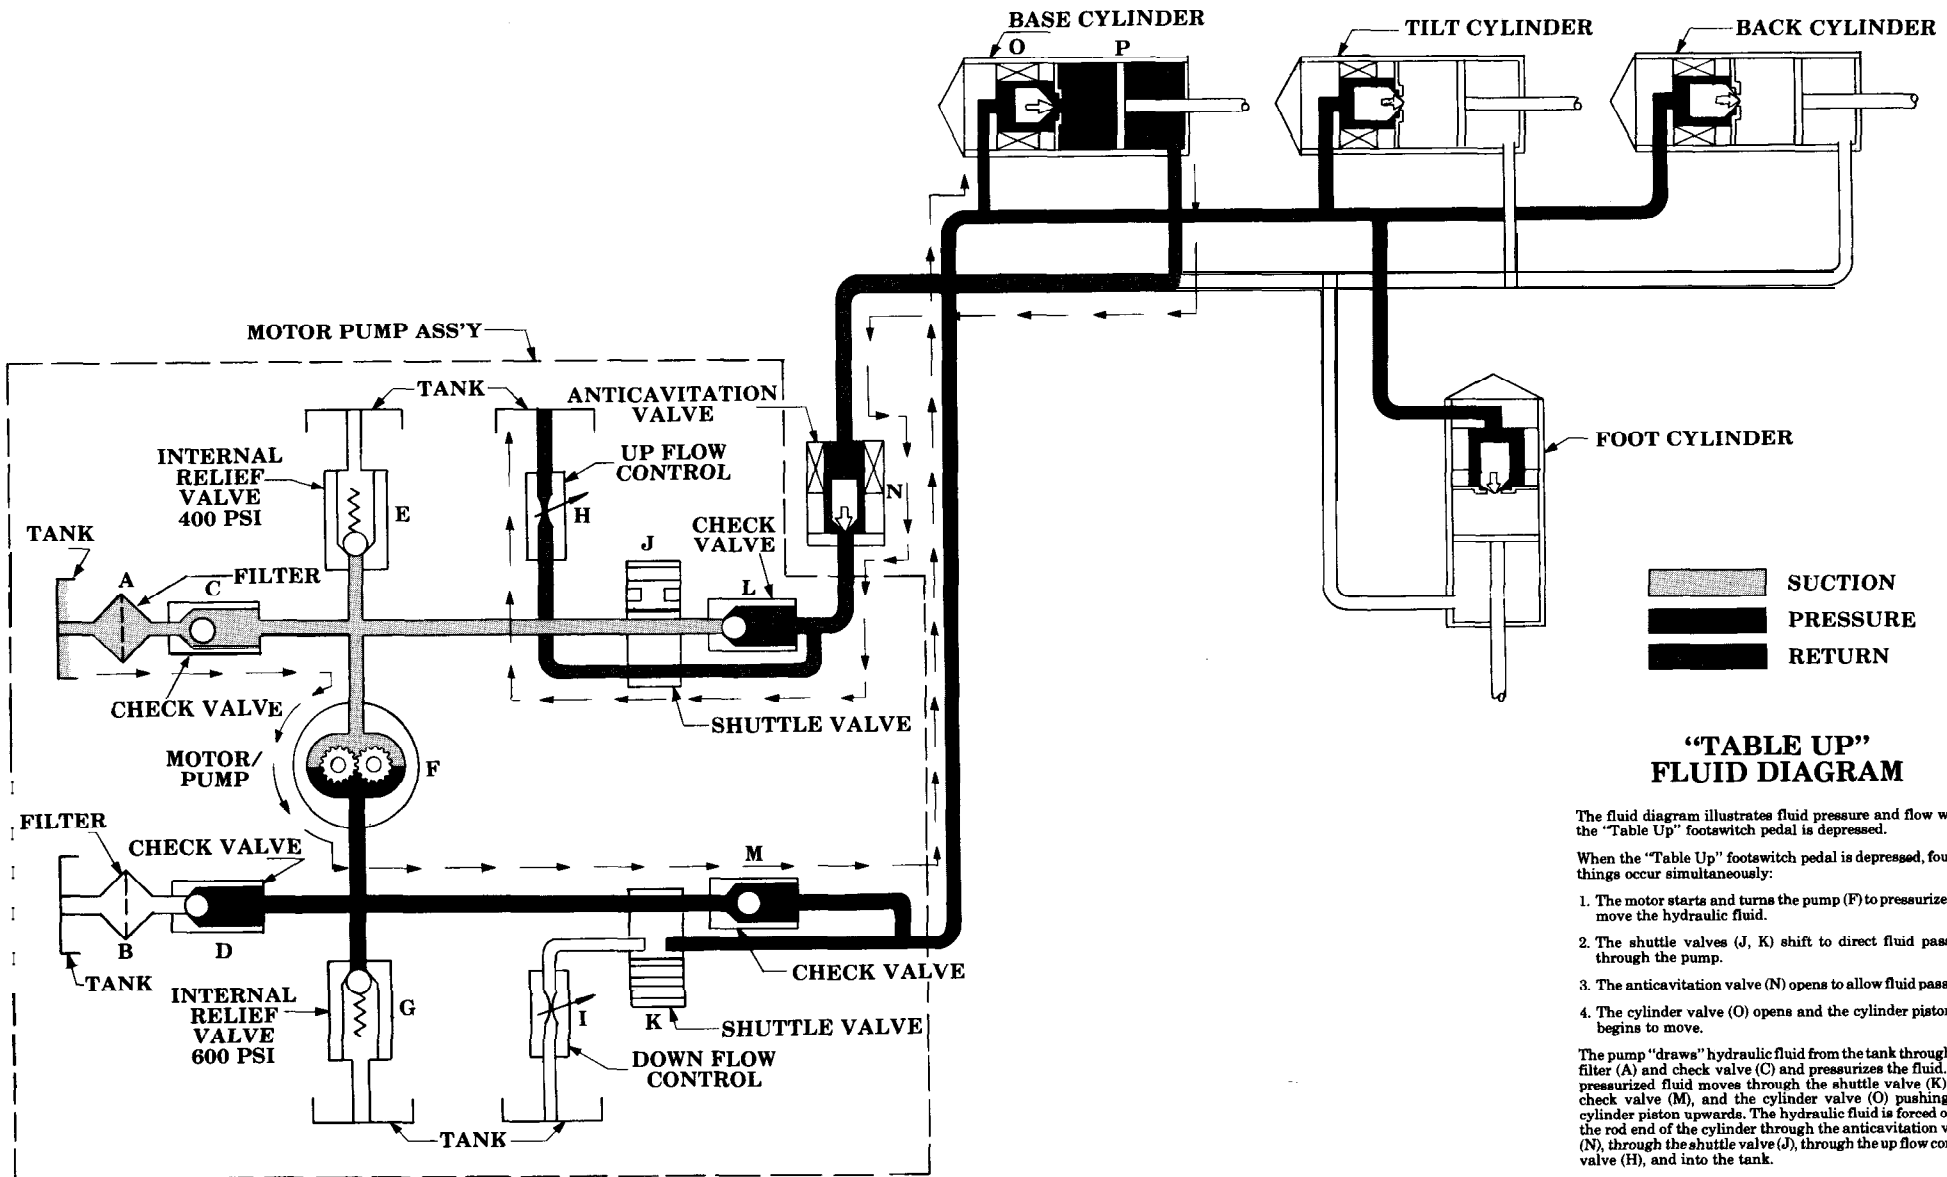 BASE CYLINDER
O
P
TILT CYLINDER
BACK CYLINDER
MOTOR PUMP ASS'Y
TANK
ANTICAVITATION
VALVE
INTERNAL
RELIEF
VALVE
400 PSI
E
UP FLOW
CONTROL
H
N
FOOT CYLINDER
TANK
A
FILTER
C
J
CHECK
VALVE
L
SUCTION
PRESSURE
RETURN
CHECK VALVE
SHUTTLE VALVE
MOTOR/
PUMP
F
"TABLE UP"
FLUID DIAGRAM
FILTER
CHECK VALVE
M
B
D
TANK
CHECK VALVE
INTERNAL
RELIEF
VALVE
600 PSI
G
I
K
SHUTTLE VALVE
DOWN FLOW
CONTROL
TANK
The fluid diagram illustrates fluid pressure and flow
the "Table Up" footswitch pedal is depressed.
When the "Table Up" footswitch pedal is depressed,
things occur simultaneously:
1. The motor starts and turns the pump (F) to pressurize
move the hydraulic fluid.
2. The shuttle valves (J, K) shift to direct fluid
through the pump.
3. The anticavitation valve (N) opens to allow fluid
4. The cylinder valve (O) opens and the cylinder piston
begins to move.
The pump "draws" hydraulic fluid from the tank through
filter (A) and check valve (C) and pressurizes the fluid.
pressurized fluid moves through the shuttle valve (K)
check valve (M), and the cylinder valve (O) pushing
cylinder piston upwards. The hydraulic fluid is forced
the rod end of the cylinder through the anticavitation
(N), through the shuttle valve (J), through the up flow
valve (H), and into the tank.